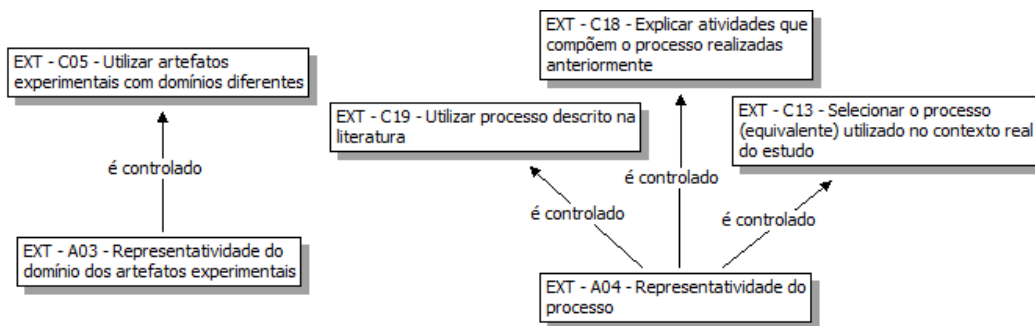 EXT - C18 - Explicar atividades que
compõem o processo realizadas
anteriormente
EXT - C05 - Utilizar artefatos
experimentais com domínios diferentes
EXT - C19 - Utilizar processo descrito na
literatura
EXT - C13 - Selecionar o processo
(equivalente) utilizado no contexto real
do estudo
é controlado
é controlado
é controlado
é controlado
EXT - A03 - Representatividade do
domínio dos artefatos experimentais
EXT - A04 - Representatividade do
processo